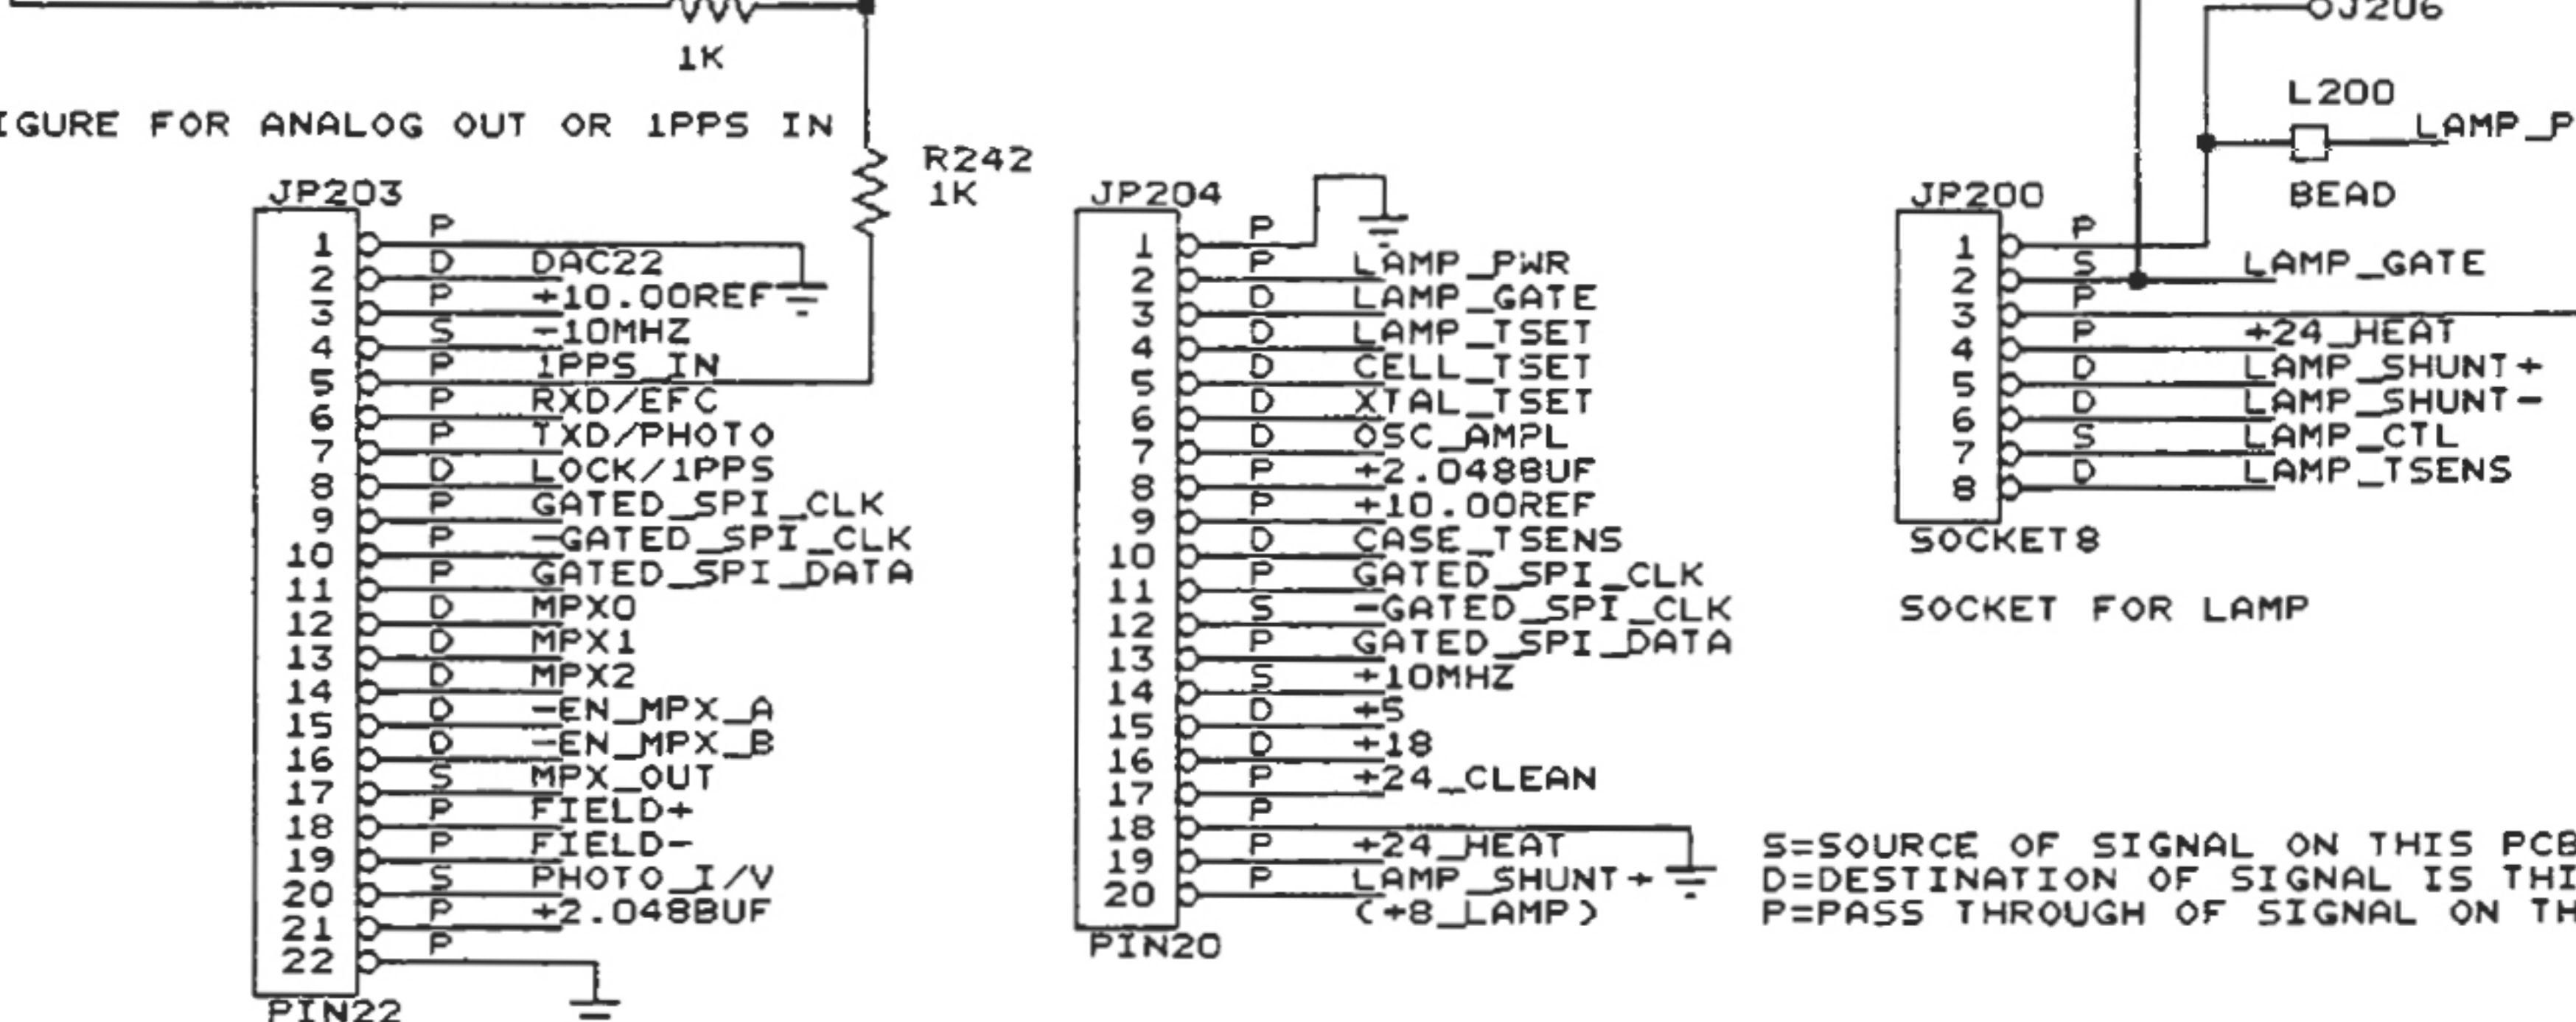 1K
FOR ANALOG OUT OR 1PPS IN
R242
1K
JP203
1 P
2 D DAC22
3 P +10.00REF
4 S -10MHZ
5 P 1PPS_IN
6 P RXD/EFC
7 P TXD/PHOTO
8 D LOCK/1PPS
9 P GATED_SPI_CLK
10 P -GATED_SPI_CLK
11 P GATED_SPI_DATA
12 D MPX0
13 D MPX1
14 D MPX2
15 D -EN_MPX_A
16 D -EN_MPX_B
17 S MPX_OUT
18 P FIELD+
19 P FIELD-
20 S PHOTO_I/V
21 P +2.048BUF
22 P
PIN22
JP204
1 P
2 P LAMP_PWR
3 D LAMP_GATE
4 D LAMP_TSET
5 D CELL_TSET
6 D XTAL_TSET
7 D OSC_AMPL
8 P +2.048BUF
9 P +10.00REF
10 D CASE_TSENS
11 P GATED_SPI_CLK
12 S -GATED_SPI_CLK
13 P GATED_SPI_DATA
14 S +10MHZ
15 D +5
16 D +18
17 P +24_CLEAN
18 P
19 P +24_HEAT
20 P LAMP_SHUNT+
(+8_LAMP)
PIN20
J206
L200
LAMP_P
BEAD
JP200
1 P
2 S LAMP_GATE
3 P
4 P +24_HEAT
5 D LAMP_SHUNT+
6 D LAMP_SHUNT-
7 S LAMP_CTL
8 D LAMP_TSENS
SOCKET8
SOCKET FOR LAMP
S=SOURCE OF SIGNAL ON THIS PCB
D=DESTINATION OF SIGNAL IS
P=PASS THROUGH OF SIGNAL ON